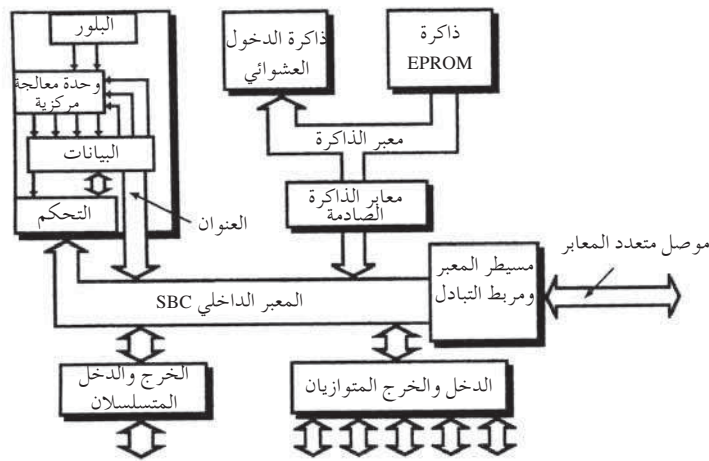 البلور
وحدة معالجة
مركزية
البيانات
التحكم
العنوان
ذاكرة الدخول
العشوائي
ذاكرة
EPROM
معبر الذاكرة
معابر الذاكرة
الصادمة
المعبر الداخلي SBC
مسيطر المعبر
ومربط التبادل
موصل متعدد المعابر
الخرج والدخل
المتسلسلان
الدخل والخرج المتوازيان